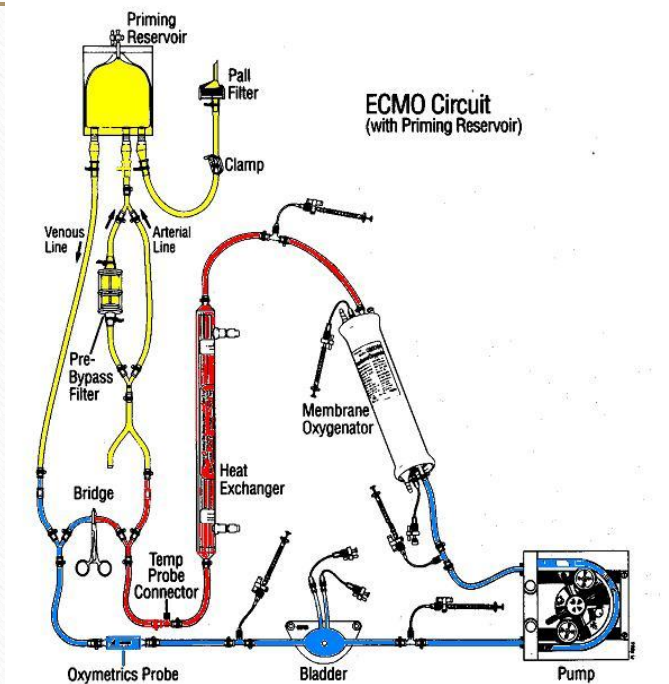 Priming
Reservoir
Pall
Filter
ECMO Circuit
(with Priming Reservoir)
Clamp
Venous
Line
Arterial
Line
Pre-
Bypass
Filter
Membrane
Oxygenator
Heat
Exchanger
Bridge
Temp
Probe
Connector
Oxymetrics Probe
Bladder
Pump